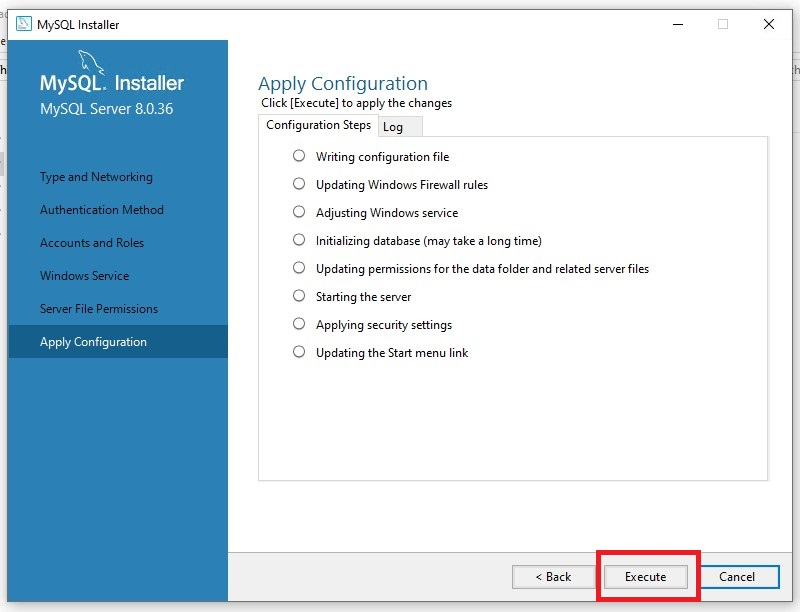 MySQL Installer
MySQL. Installer
MySQL Server 8.0.36
Type and Networking
Authentication Method
Accounts and Roles
Windows Service
Server File Permissions
Apply Configuration
Apply Configuration
Click [Execute] to apply the changes
Configuration Steps Log
Writing configuration file
Updating Windows Firewall rules
Adjusting Windows service
Initializing database (may take a long time)
Updating permissions for the data folder and related server files
Starting the server
Applying security settings
Updating the Start menu link
< Back Execute Cancel